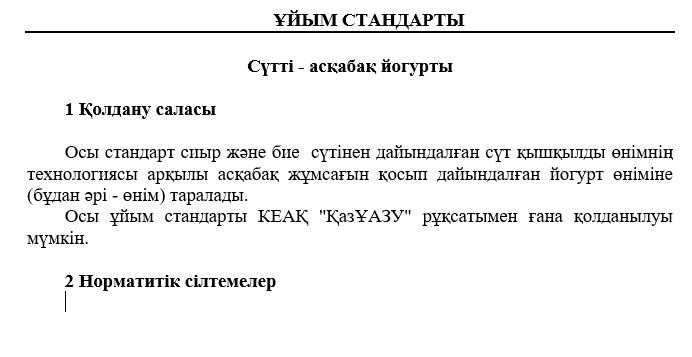 ҰЙЫМ СТАНДАРТЫ
Сүтті - асқабақ йогурты
1 Қолдану саласы
Осы стандарт сиыр және бие сүтінен дайындалған сүт қышқылды өнімнің
технологиясы арқылы асқабақ жұмсағын қосып дайындалған йогурт өніміне
(бұдан әрі - өнім) таралады.
Осы ұйым стандарты КЕАҚ "ҚазҰАЗУ" рұқсатымен ғана қолданылуы
мүмкін.
2 Норматитік сілтемелер